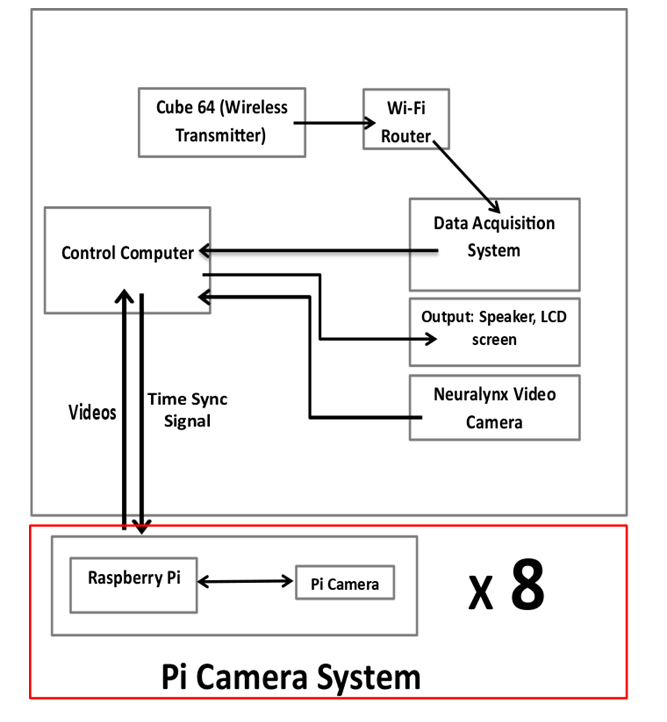 Cube 64 (Wireless
Transmitter)
Wi-Fi
Router
Data Acquisition
System
Control Computer
Output: Speaker, LCD
screen
Neuralynx Video
Camera
Videos
Time Sync
Signal
Raspberry Pi
Pi Camera
x 8
Pi Camera System